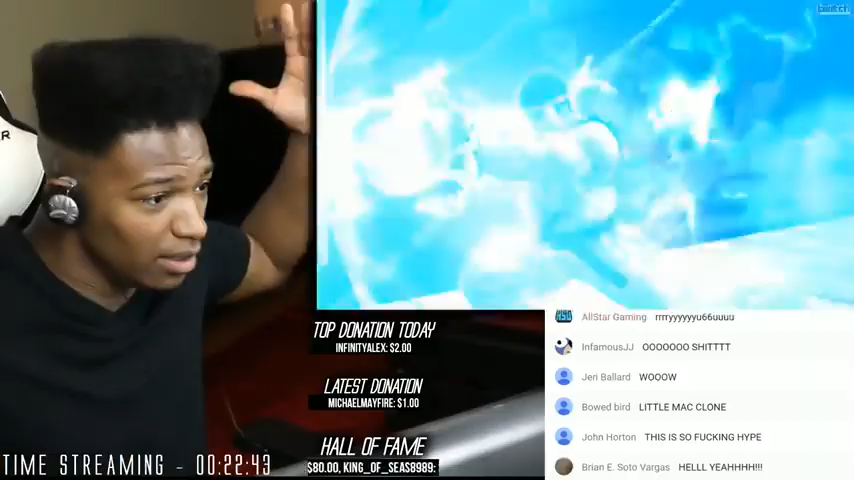 TOP DONATION TODAY
INFINITYALEX: $2.00
LATEST DONATION
MICHAELMAYFIRE: $1.00
HALL OF FAME
$80.00, KING_OF_SEAS8989:
TIME STREAMING - 00:22:43
AllStar Gaming rrrryyyyyyu66uuuu
InfamousJJ OOOOOOO SHITTTT
Jeri Ballard WOOOW
Bowed bird LITTLE MAC CLONE
John Horton THIS IS SO FUCKING HYPE
Brian E. Soto Vargas HELLL YEAHHHH!!!